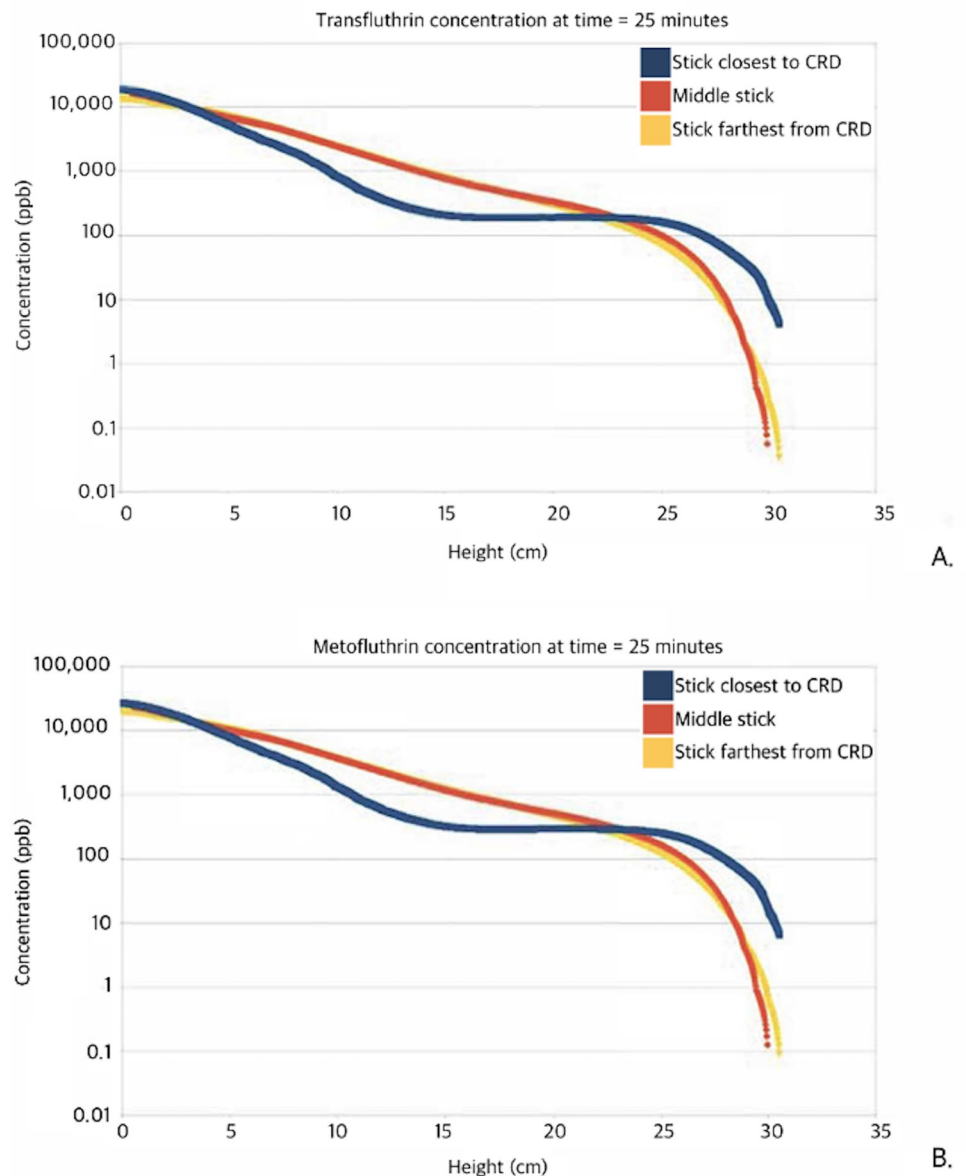 Transfluthrin concentration at time = 25 minutes
100,000
10,000
1,000
100
10
1
0.1
0.01
Concentration (ppb)
Stick closest to CRD
Middle stick
Stick farthest from CRD
0 5 10 15 20 25 30 35
Height (cm)
A.
Metofluthrin concentration at time = 25 minutes
100,000
10,000
1,000
100
10
1
0.1
0.01
Concentration (ppb)
Stick closest to CRD
Middle stick
Stick farthest from CRD
0 5 10 15 20 25 30 35
Height (cm)
B.